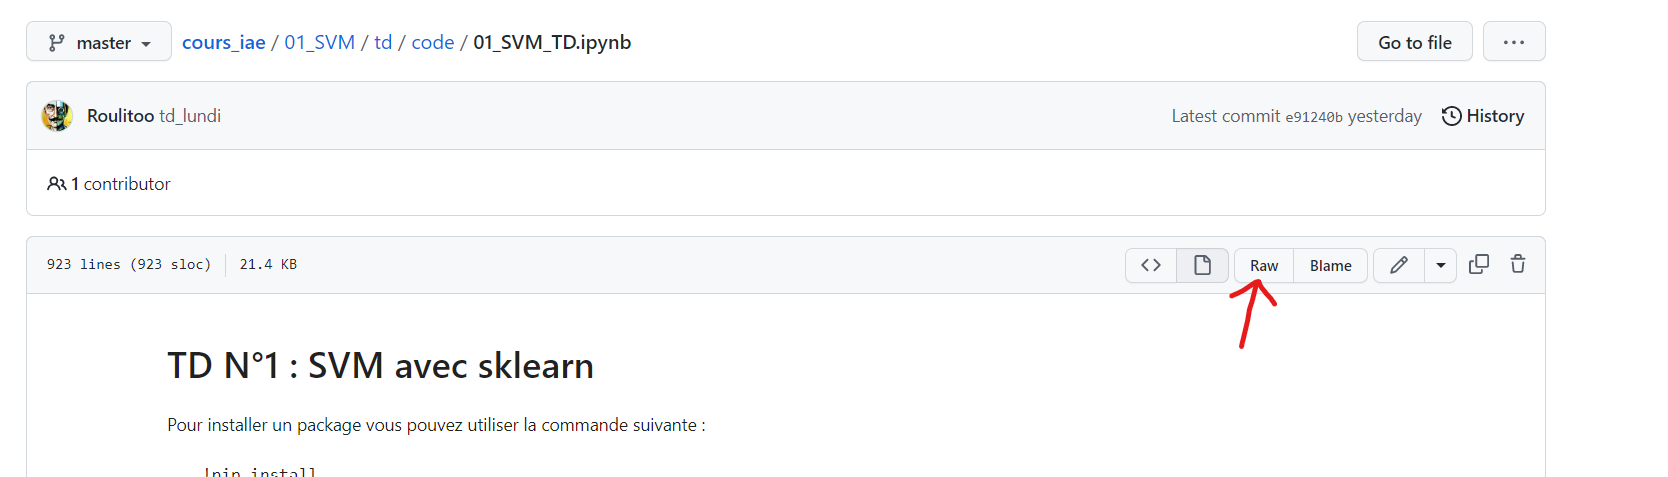 master cours_iae / 01_SVM / td / code / 01_SVM_TD.ipynb Go to file ...
Roulitoo td_lundi Latest commit e91240b yesterday History
1 contributor
923 lines (923 sloc) 21.4 KB <> Raw Blame
TD N°1 : SVM avec sklearn
Pour installer un package vous pouvez utiliser la commande suivante :
!pip install